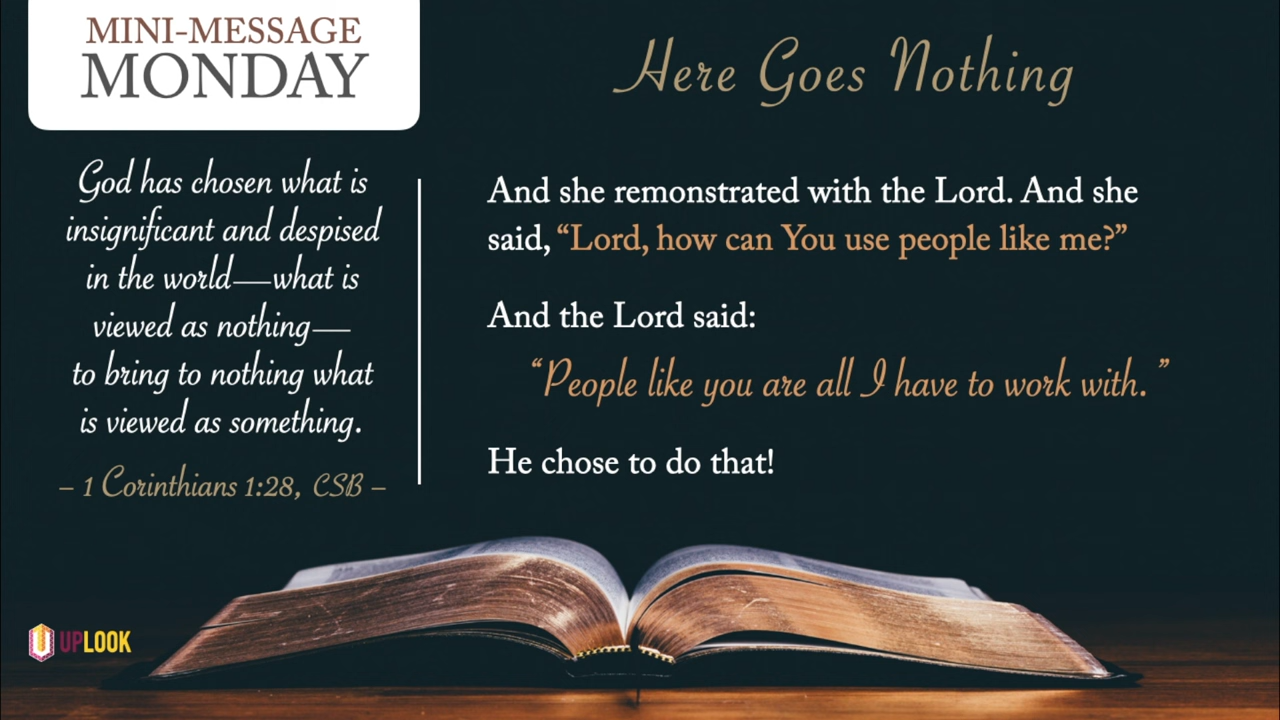 MINI-MESSAGE
MONDAY
Here Goes Nothing
God has chosen what is
insignificant and despised
in the world—what is
viewed as nothing—
to bring to nothing what
is viewed as something.
– 1 Corinthians 1:28, CSB –
And she remonstrated with the Lord. And she
said, “Lord, how can You use people like me?”
And the Lord said:
“People like you are all I have to work with.”
He chose to do that!
UPLOOK